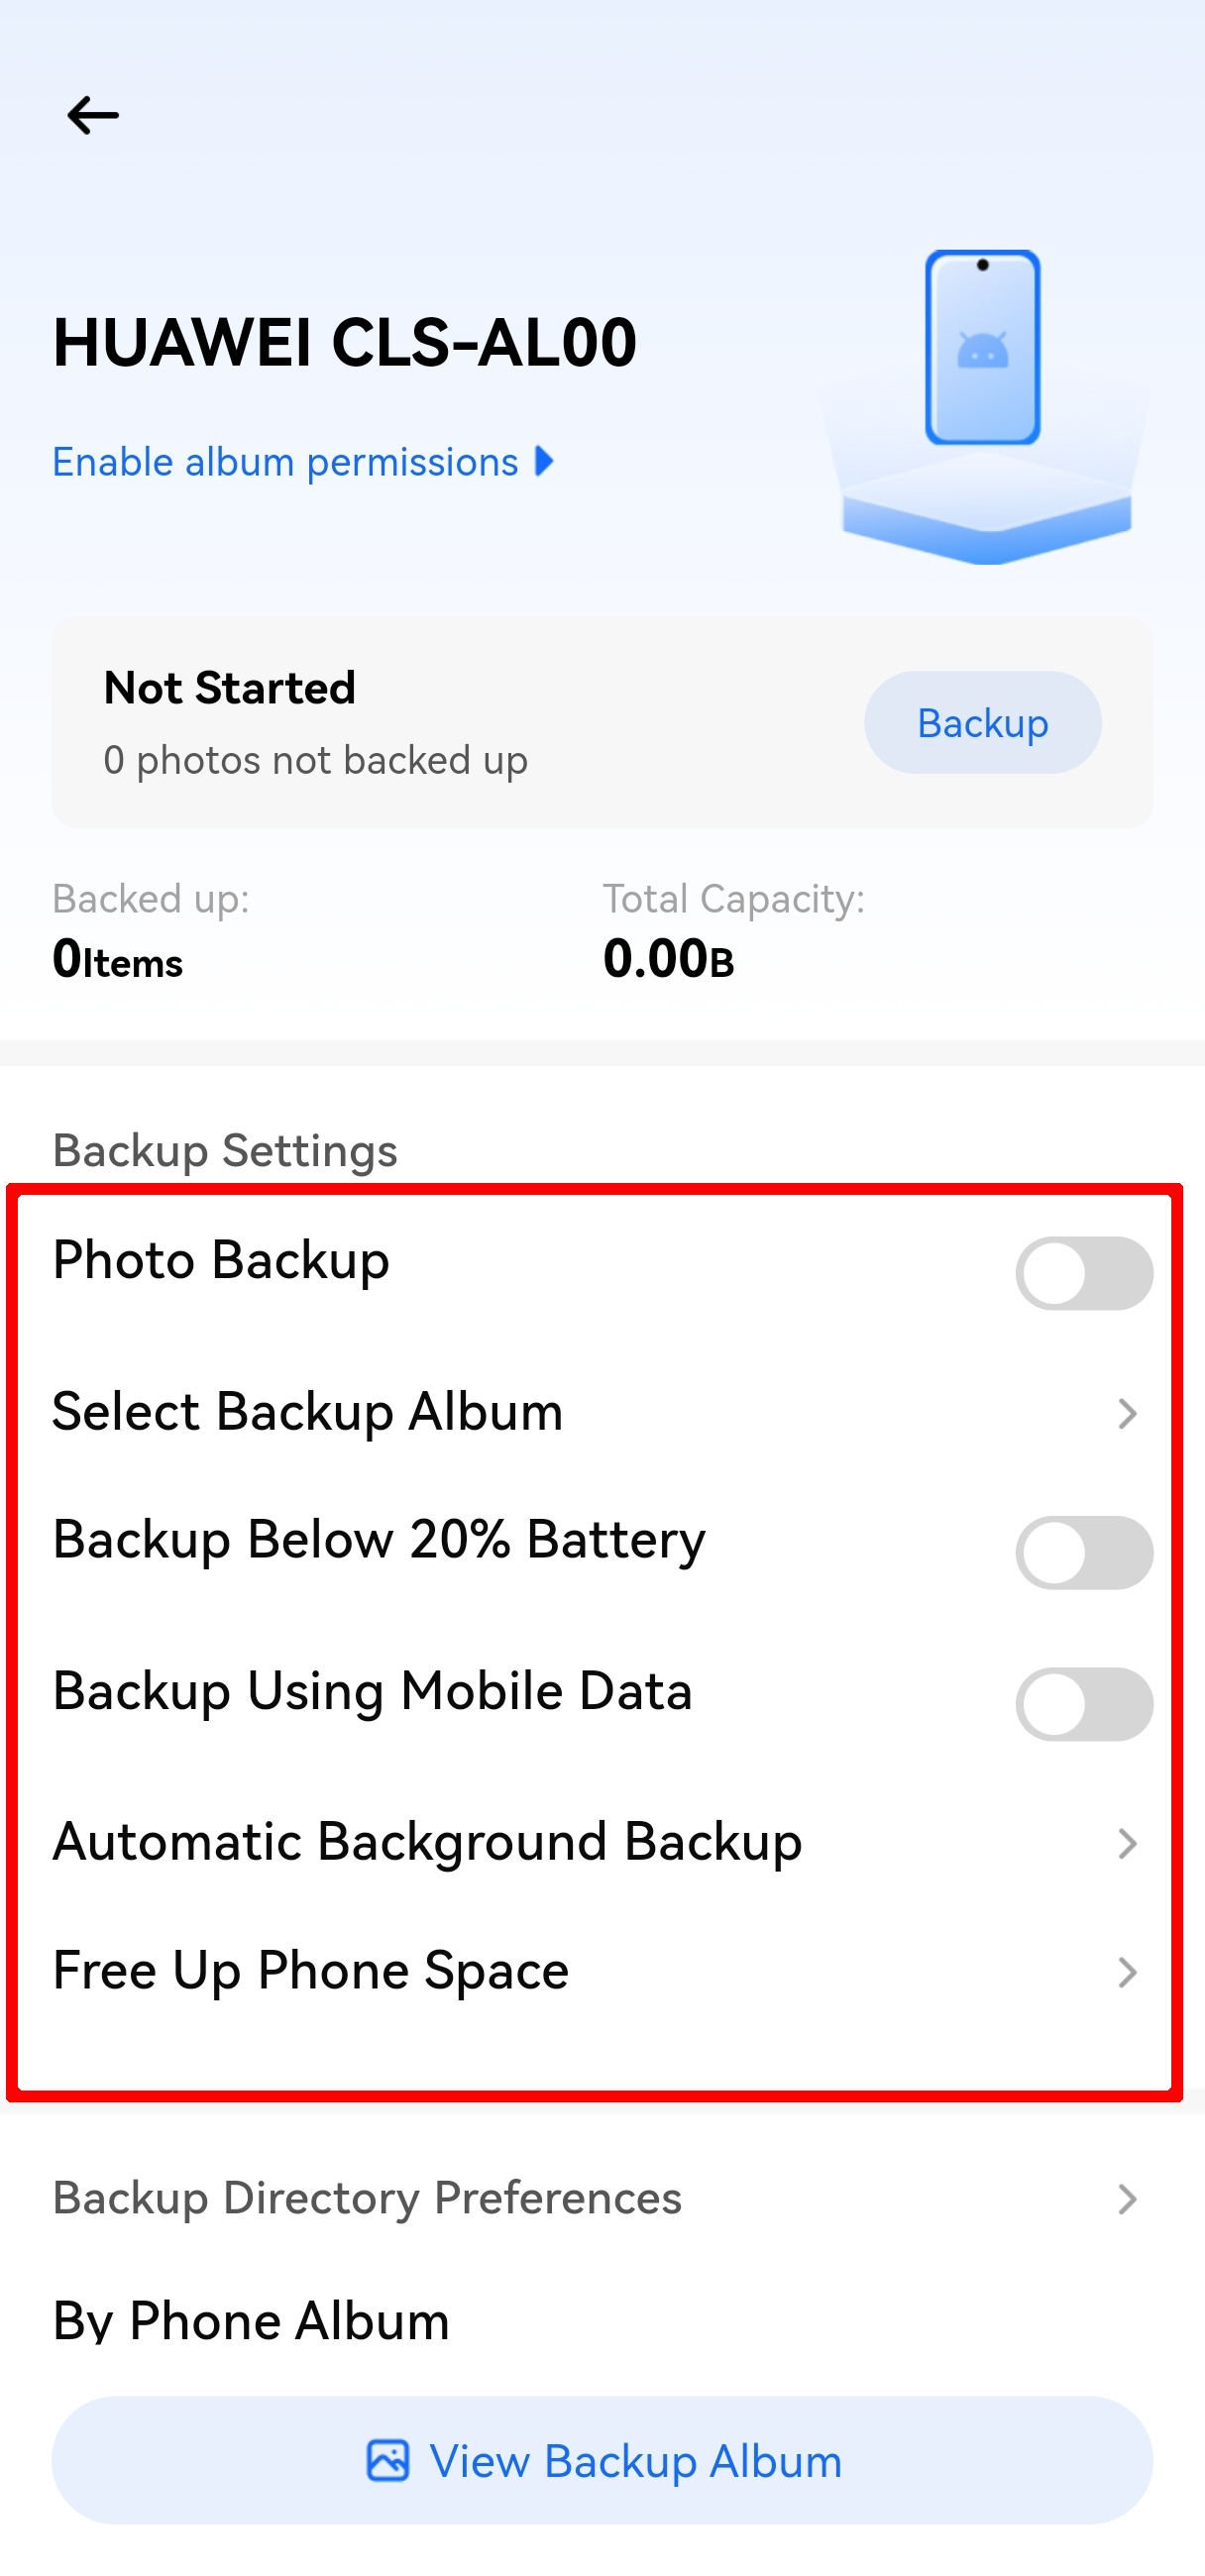 HUAWEI CLS-AL00
Enable album permissions
Not Started
0 photos not backed up
Backup
Backed up:
0Items
Total Capacity:
0.00B
Backup Settings
Photo Backup
Select Backup Album
Backup Below 20% Battery
Backup Using Mobile Data
Automatic Background Backup
Free Up Phone Space
Backup Directory Preferences
By Phone Album
View Backup Album